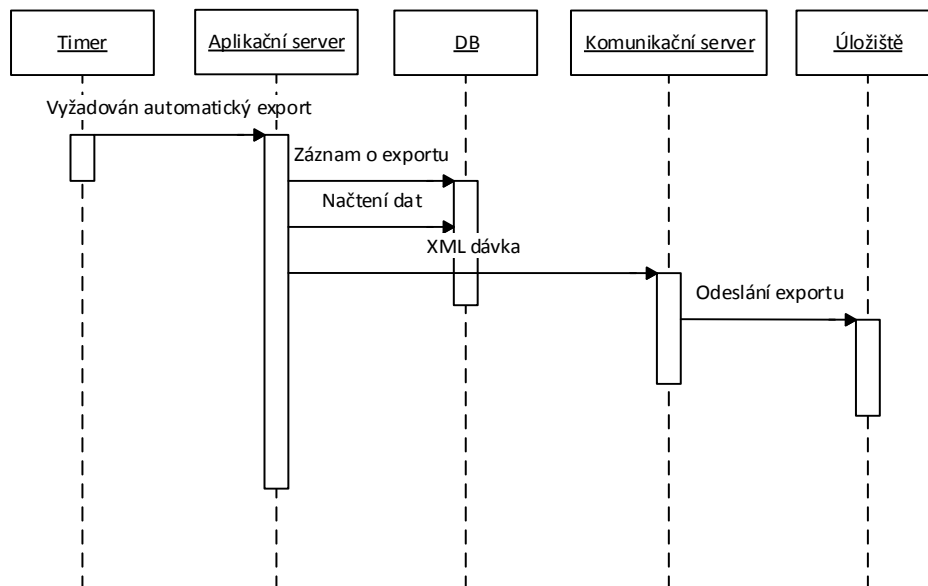 Timer
Aplikační server
DB
Komunikační server
Úložiště
Vyžadován automatický export
Záznam o exportu
Načtení dat
XML dávka
Odeslání exportu